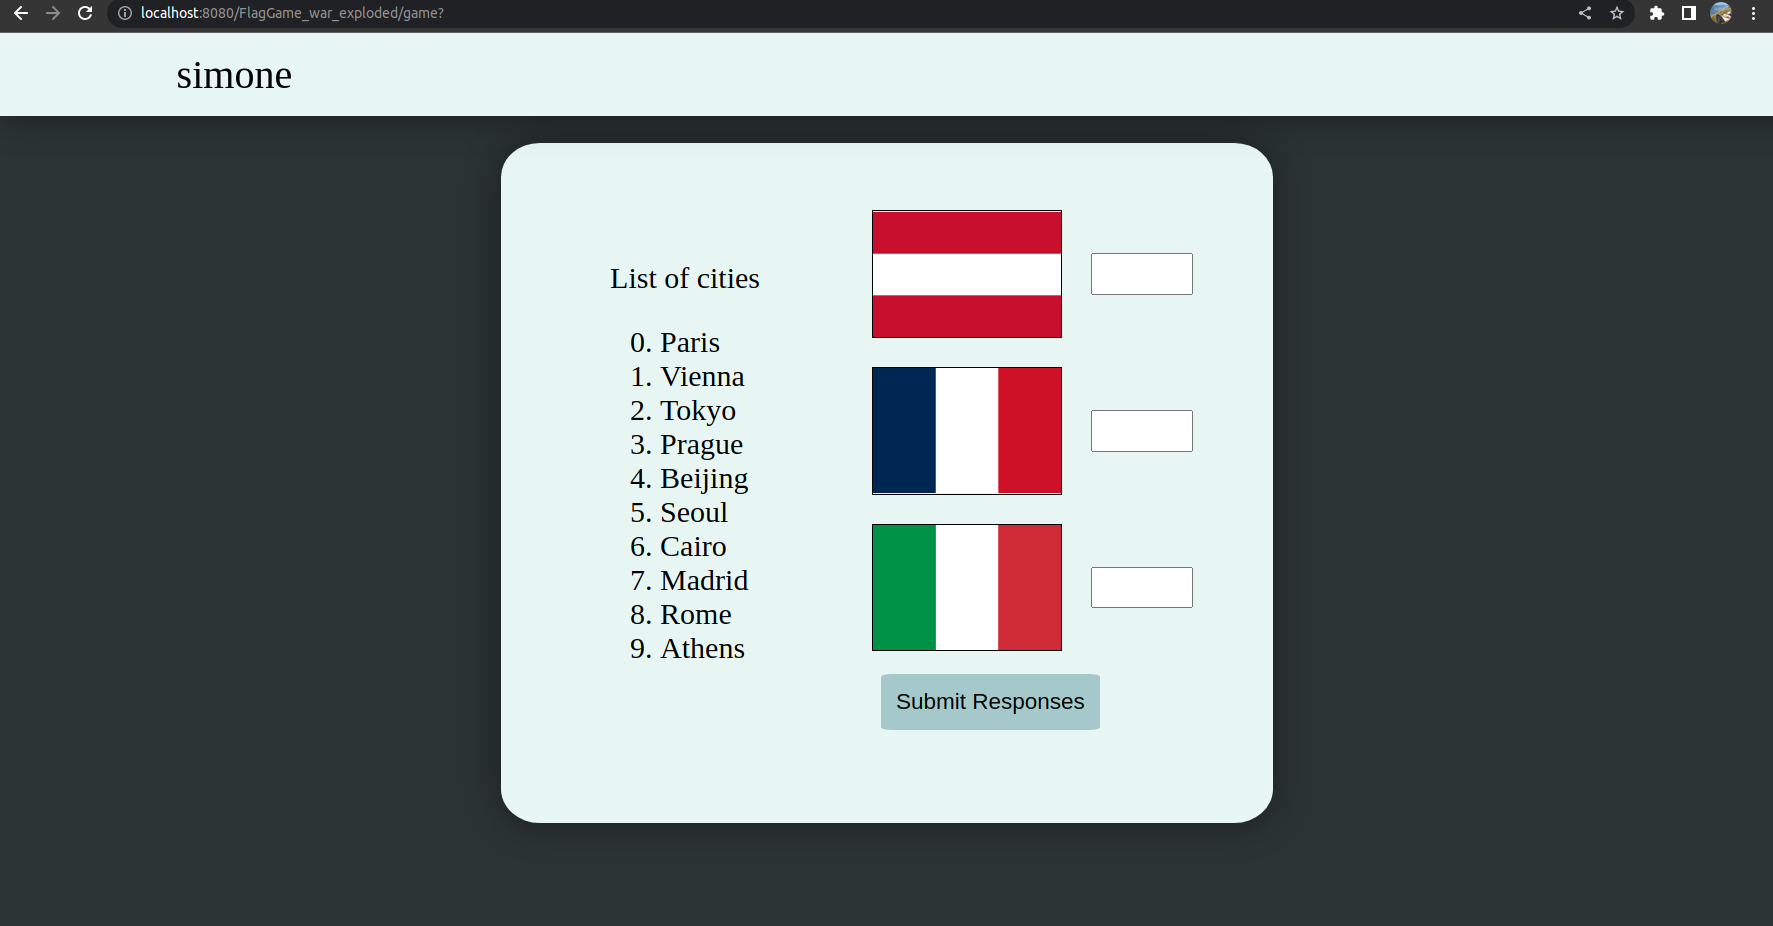 localhost:8080/FlagGame_war_exploded/game?
simone
List of cities
0. Paris
1. Vienna
2. Tokyo
3. Prague
4. Beijing
5. Seoul
6. Cairo
7. Madrid
8. Rome
9. Athens
Submit Responses